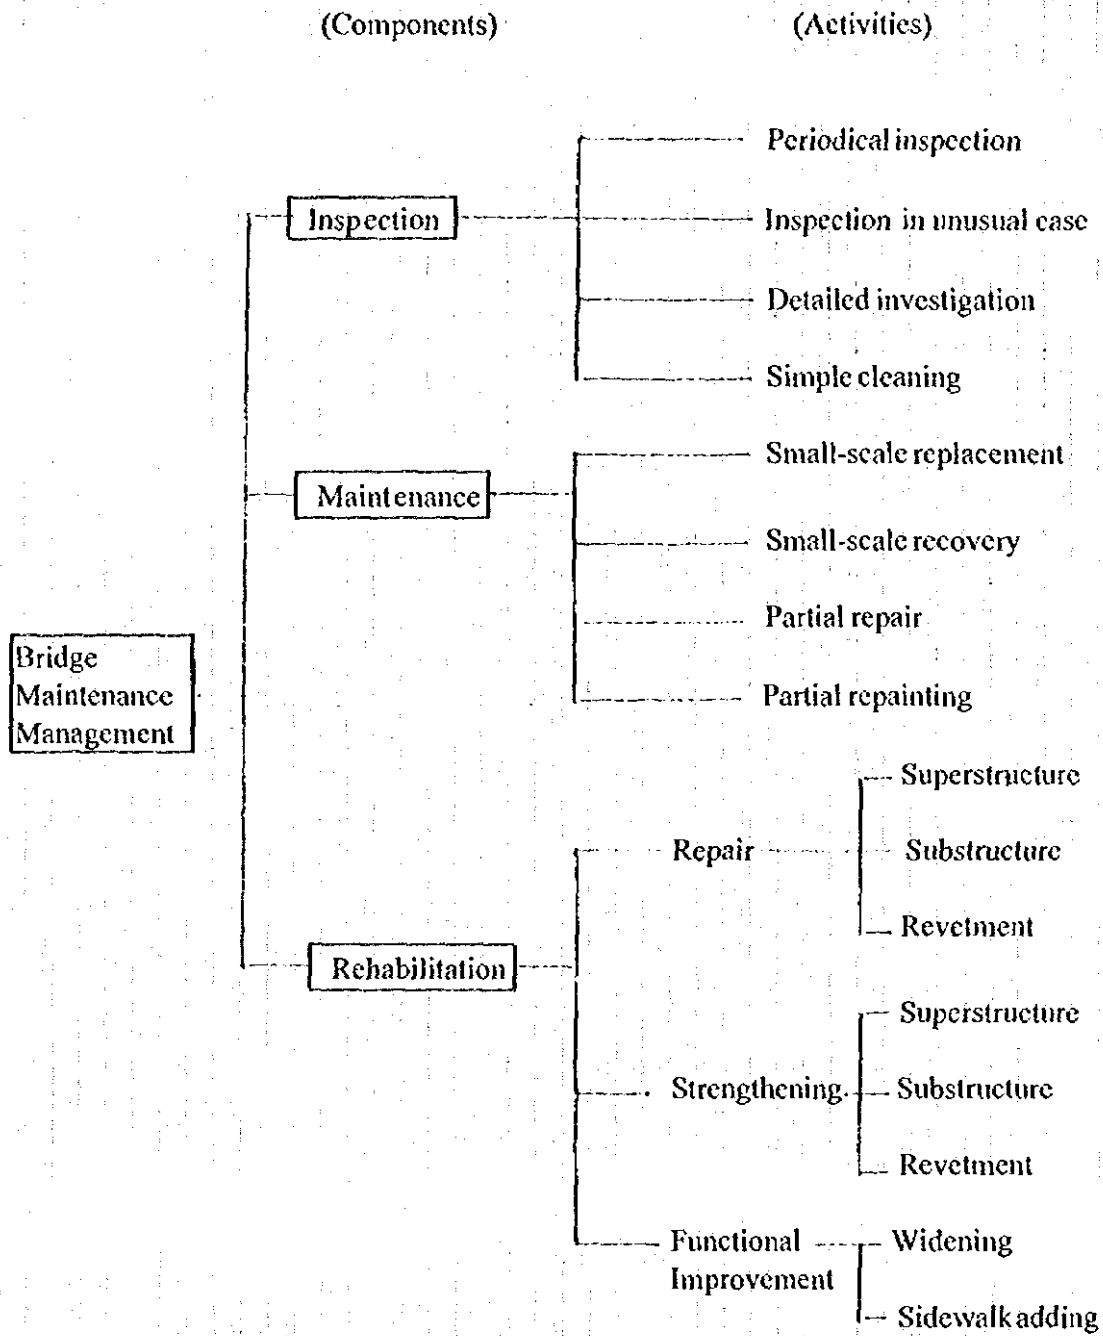 (Components)
(Activities)
Periodical inspection
Inspection
Inspection in unusual case
Detailed investigation
Simple cleaning
Small-scale replacement
Maintenance
Small-scale recovery
Partial repair
Bridge
Maintenance
Management
Partial repainting
Superstructure
Repair
Substructure
Revetment
Rehabilitation
Superstructure
Strengthening
Substructure
Revetment
Functional
Improvement
Widening
Sidewalk adding